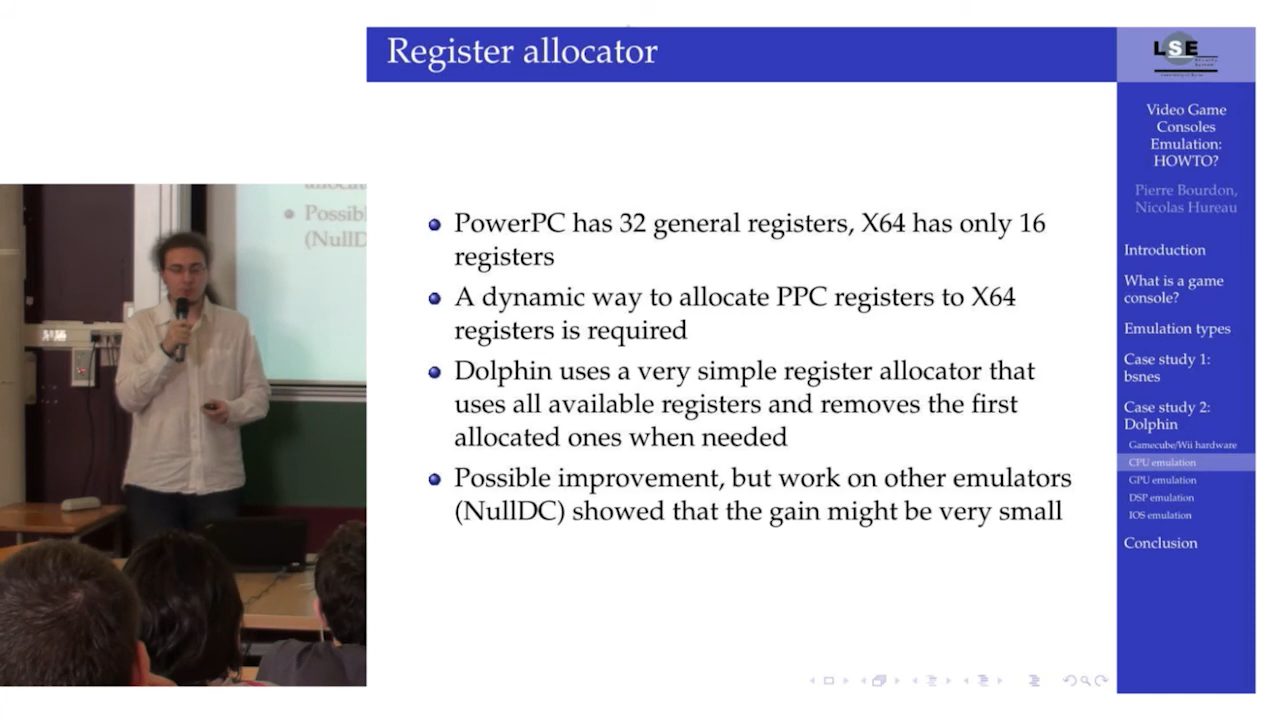 Register allocator
LSE
Video Game
Consoles
Emulation:
HOWTO?
Pierre Bourdon,
Nicolas Hureau
Introduction
What is a game
console?
Emulation types
Case study 1:
bsnes
Case study 2:
Dolphin
Gamecube/Wii hardware
CPU emulation
GPU emulation
DSP emulation
IOS emulation
Conclusion
PowerPC has 32 general registers, X64 has only 16
registers
A dynamic way to allocate PPC registers to X64
registers is required
Dolphin uses a very simple register allocator that
uses all available registers and removes the first
allocated ones when needed
Possible improvement, but work on other emulators
(NullDC) showed that the gain might be very small
Possibl
(NullD